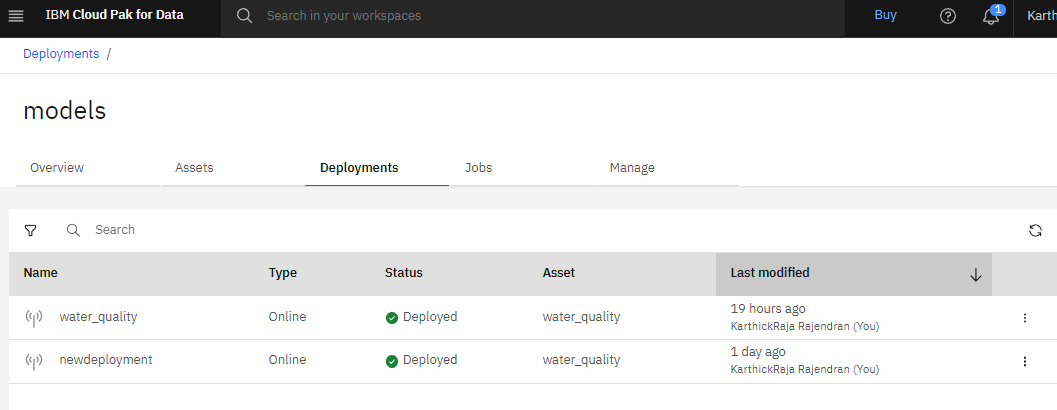 IBM Cloud Pak for Data Search in your workspaces Buy 1 Karth
Deployments /
models
Overview Assets Deployments Jobs Manage
Search
Name Type Status Asset Last modified
water_quality Online Deployed water_quality 19 hours ago
KarthickRaja Rajendran (You)
newdeployment Online Deployed water_quality 1 day ago
KarthickRaja Rajendran (You)